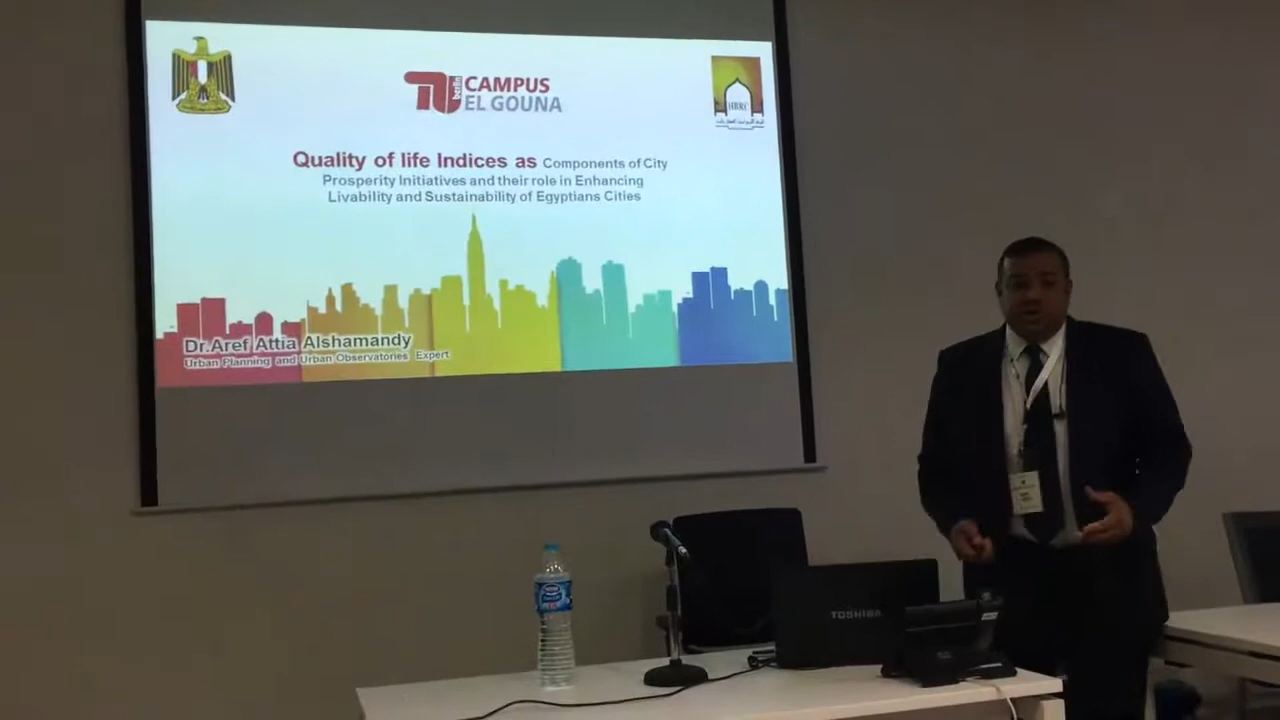 berlin
CAMPUS
EL GOUNA
HBRC
Quality of life Indices as Components of City
Prosperity Initiatives and their role in Enhancing
Livability and Sustainability of Egyptians Cities
Dr.Aref Attia Alshamandy
Urban Planning and Urban Observatories Expert
TOSHIBA